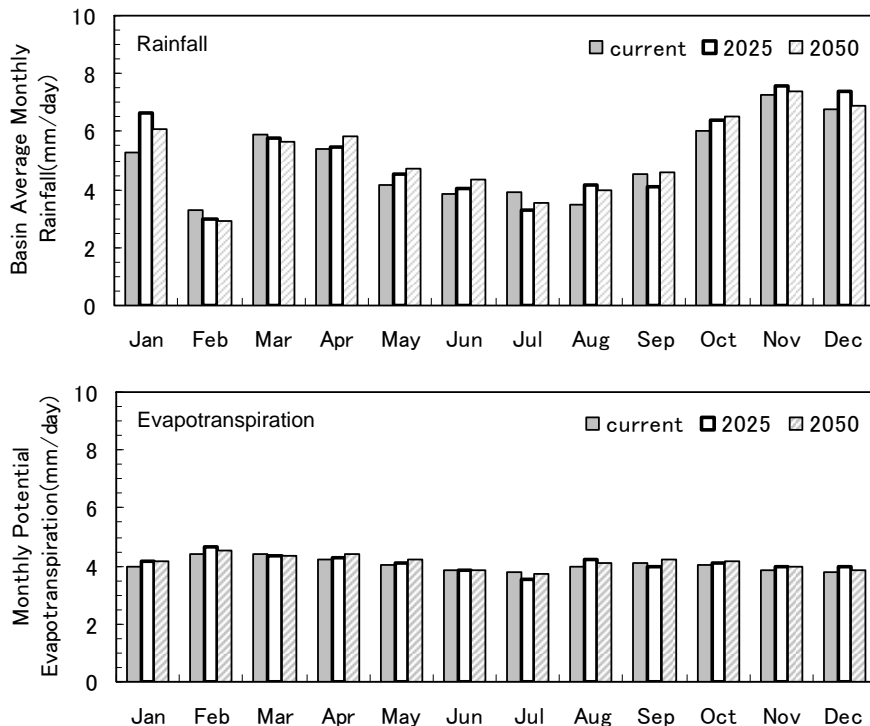 10
Rainfall
current 2025 2050
8
6
4
2
0
Basin Average Monthly
Rainfall(mm/day)
Jan Feb Mar Apr May Jun Jul Aug Sep Oct Nov Dec
10
Evapotranspiration
current 2025 2050
8
6
4
2
0
Monthly Potential
Evapotranspiration(mm/day)
Jan Feb Mar Apr May Jun Jul Aug Sep Oct Nov Dec